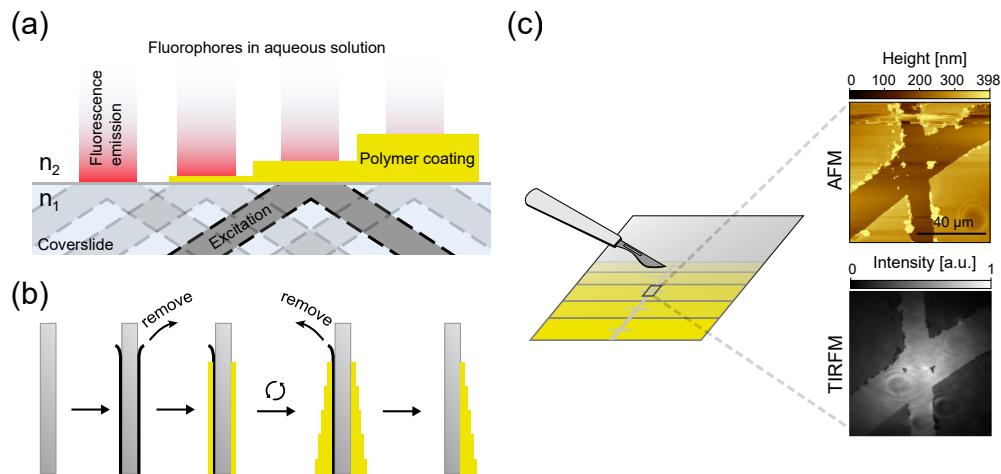 (a)
Fluorophores in aqueous solution
Fluorescence
emission
n2
Polymer coating
n1
Excitation
Coverslide
(b)
remove
remove
(c)
Height [nm]
0 100 200 300 398
AFM
40 µm
Intensity [a.u.]
0 1
TIRFM